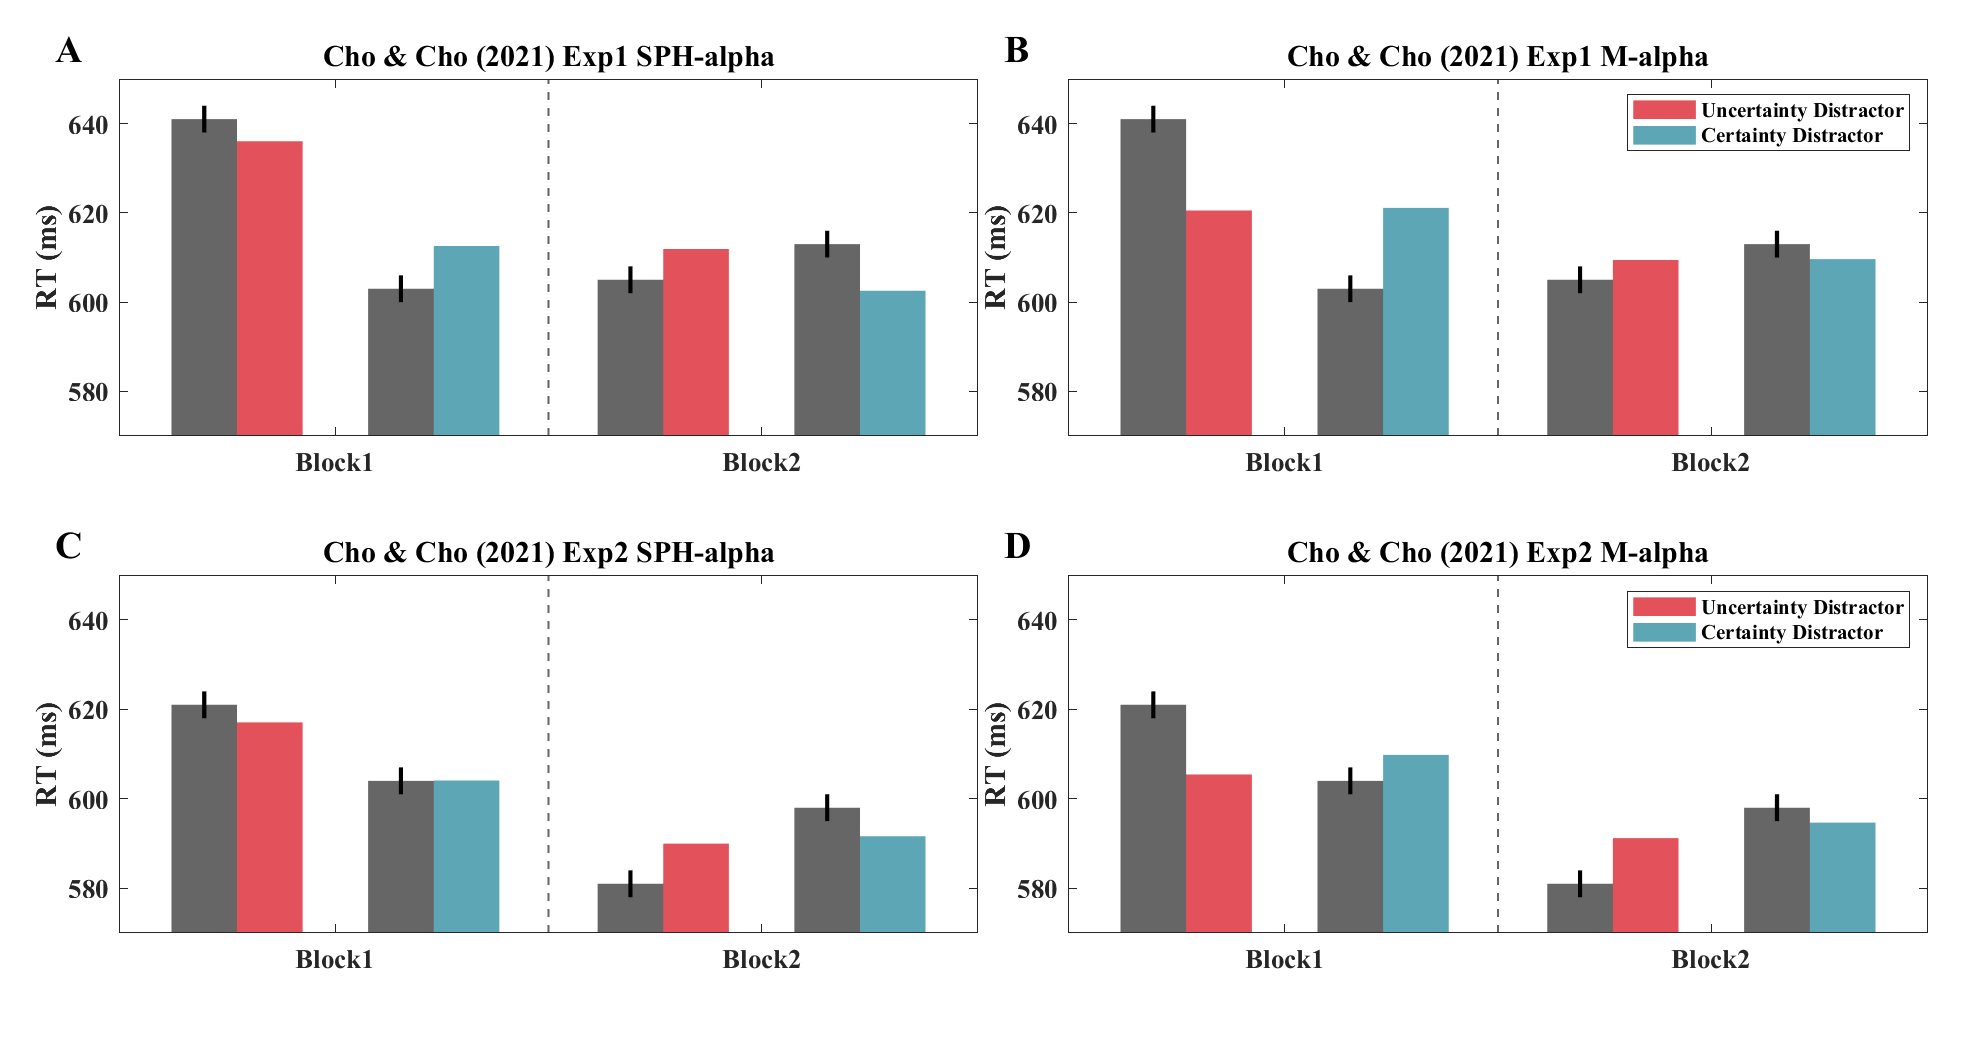 A
Cho & Cho (2021) Exp1 SPH-alpha
640
620
600
580
RT (ms)
Block1
Block2
B
Cho & Cho (2021) Exp1 M-alpha
640
620
600
580
RT (ms)
Uncertainty Distractor
Certainty Distractor
Block1
Block2
C
Cho & Cho (2021) Exp2 SPH-alpha
640
620
600
580
RT (ms)
Block1
Block2
D
Cho & Cho (2021) Exp2 M-alpha
640
620
600
580
RT (ms)
Uncertainty Distractor
Certainty Distractor
Block1
Block2